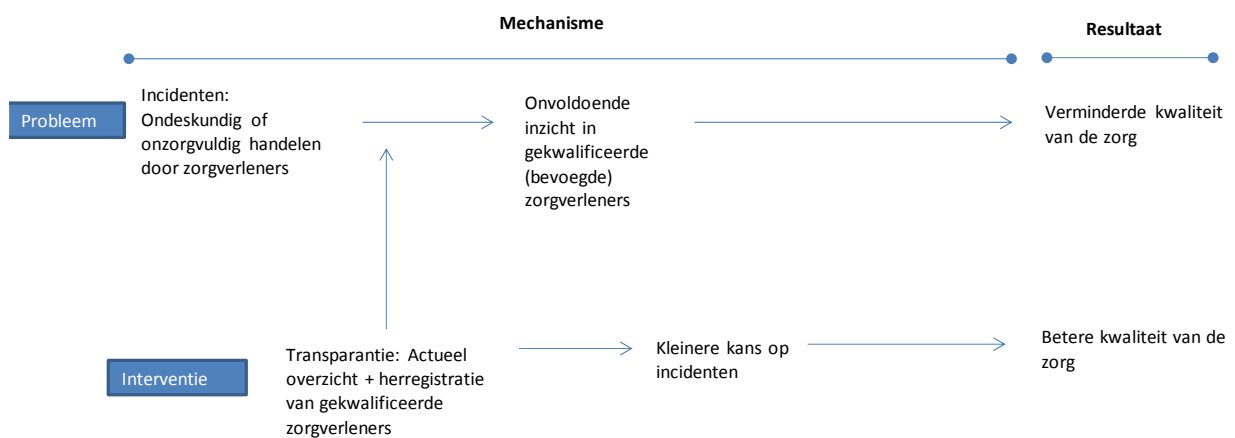 Mechanisme
Resultaat
Probleem
Incidenten:
Ondeskundig of
onzorgvuldig handelen
door zorgverleners
Onvoldoende
inzicht in
gekwalificeerde
(bevoegde)
zorgverleners
Verminderde kwaliteit
van de zorg
Interventie
Transparantie: Actueel
overzicht + herregistratie
van gekwalificeerde
zorgverleners
Kleinere kans op
incidenten
Betere kwaliteit van de
zorg